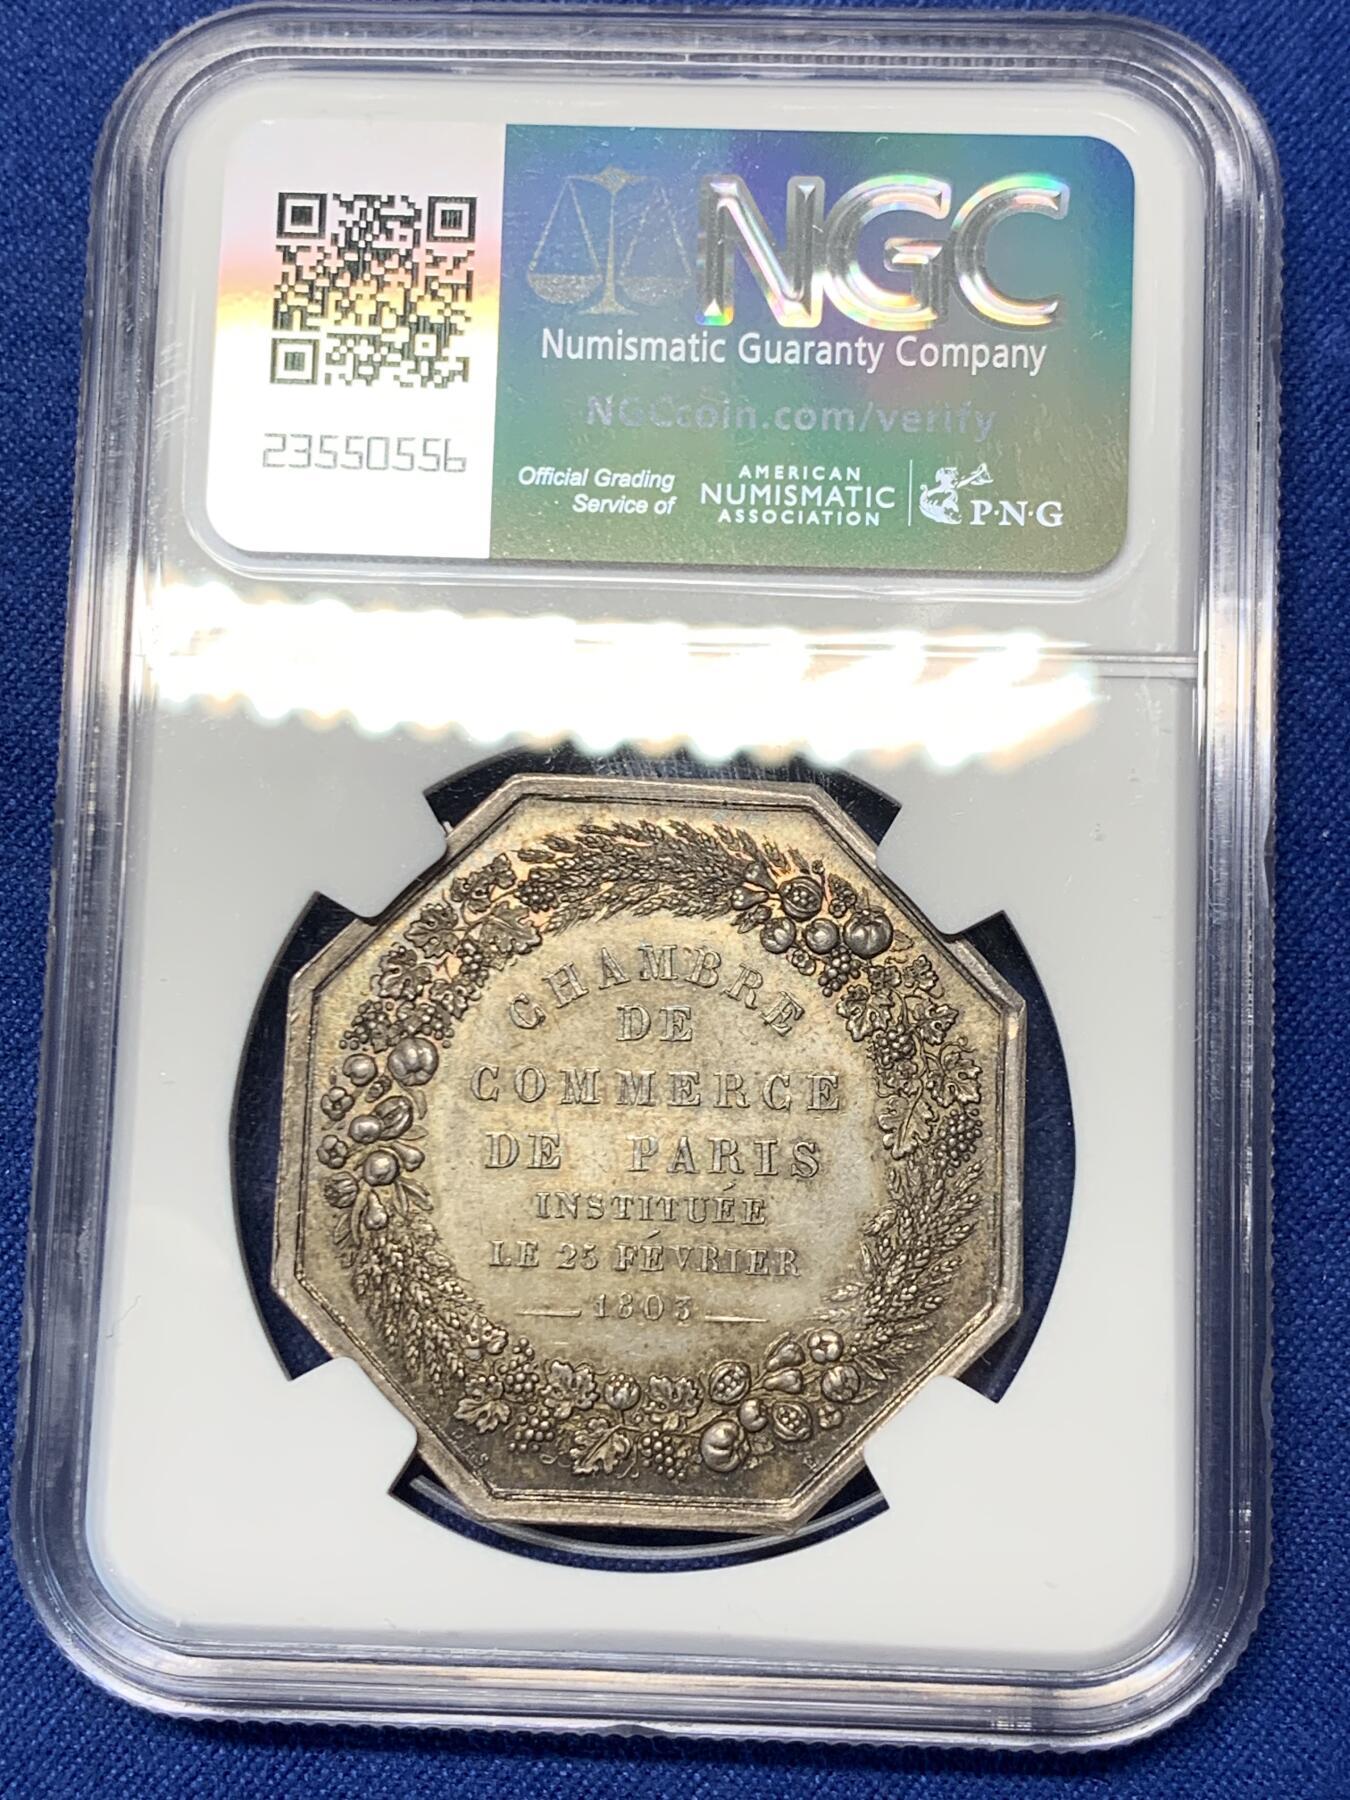 NGC
Numismatic Guaranty Company
NGCcoin.com/verify
23550556
Official Grading
Service of
AMERICAN
NUMISMATIC
ASSOCIATION
P·N·G
CHAMBRE
DE
COMMERCE
DE PARIS
INSTITUÉE
LE 25 FÉVRIER
1803